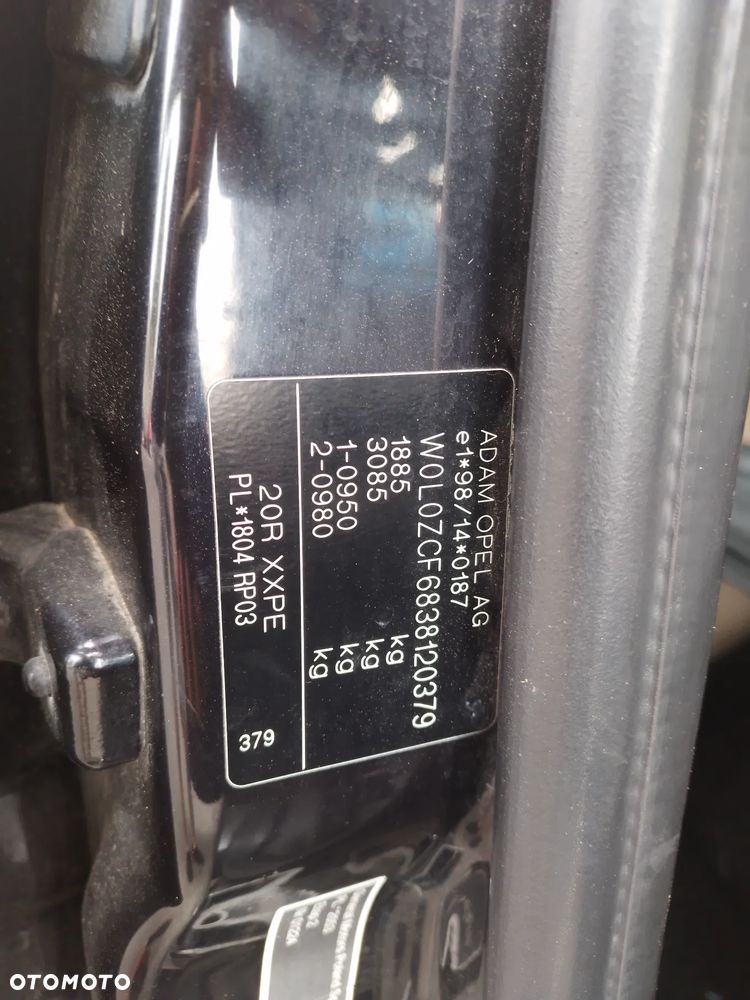 ADAM OPEL AG
e1*98/14*0187
W0L0ZCF6838120379
1885 kg
3085 kg
1-0950 kg
2-0980 kg
20R XXPE
PL*1804 RP03
379
OTOMOTO